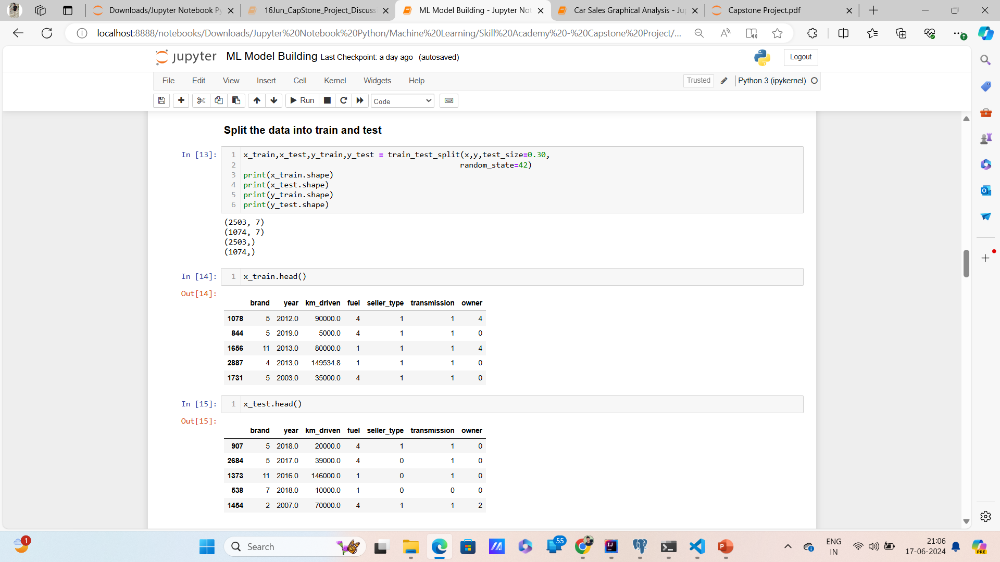 Downloads/Jupyter Notebook Py
16Jun_CapStone_Project_Discuss
ML Model Building - Jupyter Not
Car Sales Graphical Analysis - Ju
Capstone Project.pdf
localhost:8888/notebooks/Downloads/Jupyter%20Notebook%20Python/Machine%20Learning/Skill%20Academy%20-%20Capstone%20Project/...
jupyter ML Model Building Last Checkpoint: a day ago (autosaved)
Logout
File Edit View Insert Cell Kernel Widgets Help
Trusted
Python 3 (ipykernel)
Run
Code
Split the data into train and test
In [13]:
1 x_train,x_test,y_train,y_test = train_test_split(x,y,test_size=0.30,
2 random_state=42)
3 print(x_train.shape)
4 print(x_test.shape)
5 print(y_train.shape)
6 print(y_test.shape)
(2503, 7)
(1074, 7)
(2503,)
(1074,)
In [14]:
1 x_train.head()
Out[14]:
brand year km_driven fuel seller_type transmission owner
1078 5 2012.0 90000.0 4 1 1 4
844 5 2019.0 5000.0 4 1 1 0
1656 11 2013.0 80000.0 1 1 1 4
2887 4 2013.0 149534.8 1 1 1 0
1731 5 2003.0 35000.0 4 1 1 0
In [15]:
1 x_test.head()
Out[15]:
brand year km_driven fuel seller_type transmission owner
907 5 2018.0 20000.0 4 1 1 0
2684 5 2017.0 39000.0 4 0 1 0
1373 11 2016.0 146000.0 1 0 1 0
538 7 2018.0 10000.0 1 0 0 0
1454 2 2007.0 70000.0 4 1 1 2
1
Search
55
ENG
IN
21:06
17-06-2024
PRE